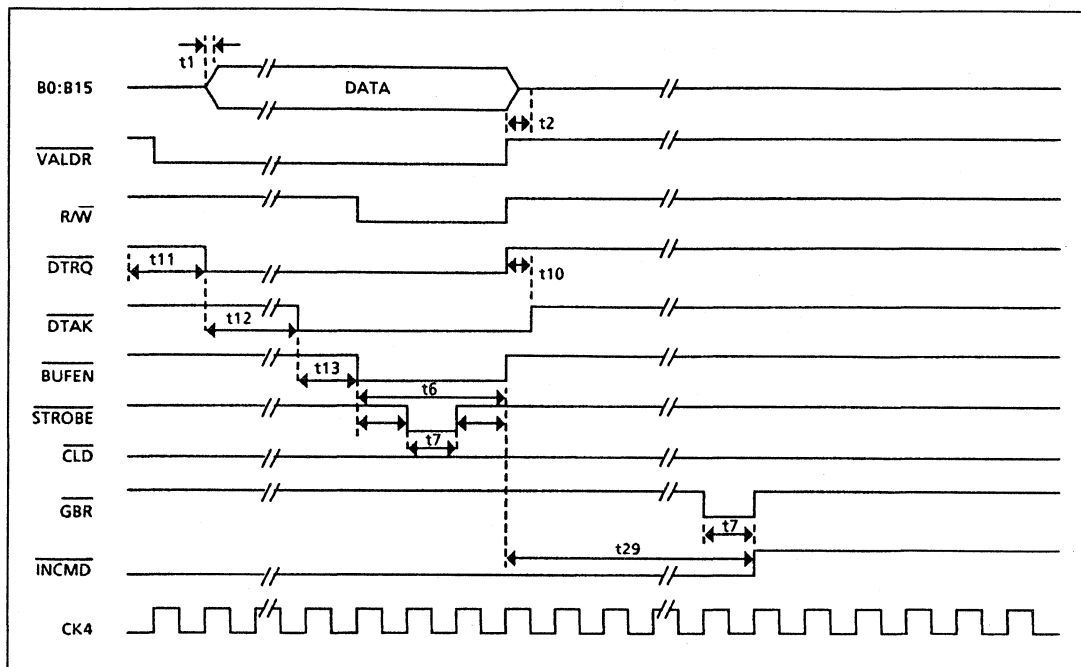 t1
B0:B15
DATA
t2
VALDR
R/W
DTRQ
t11
t10
DTAK
t12
BUFEN
t13
t6
STROBE
t7
CLD
GBR
t7
t29
INCMD
CK4